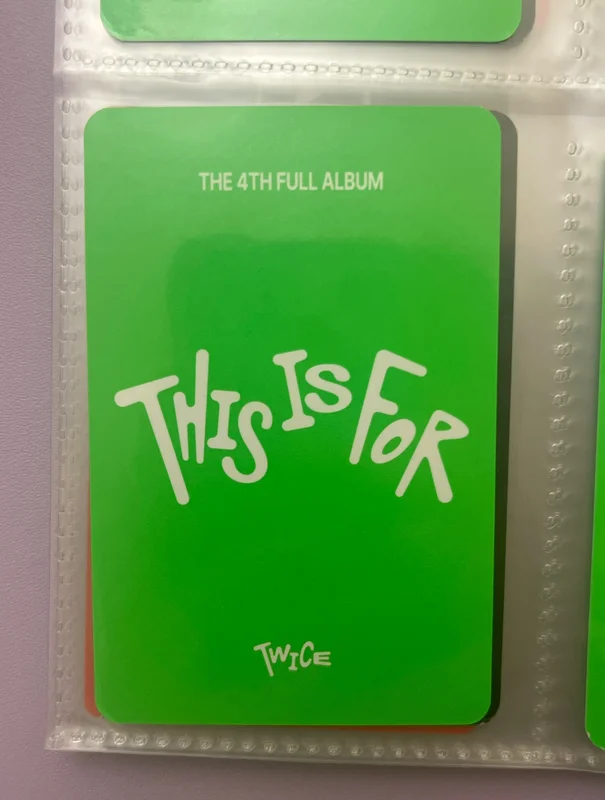 THE 4TH FULL ALBUM
THIS IS FOR
TWICE